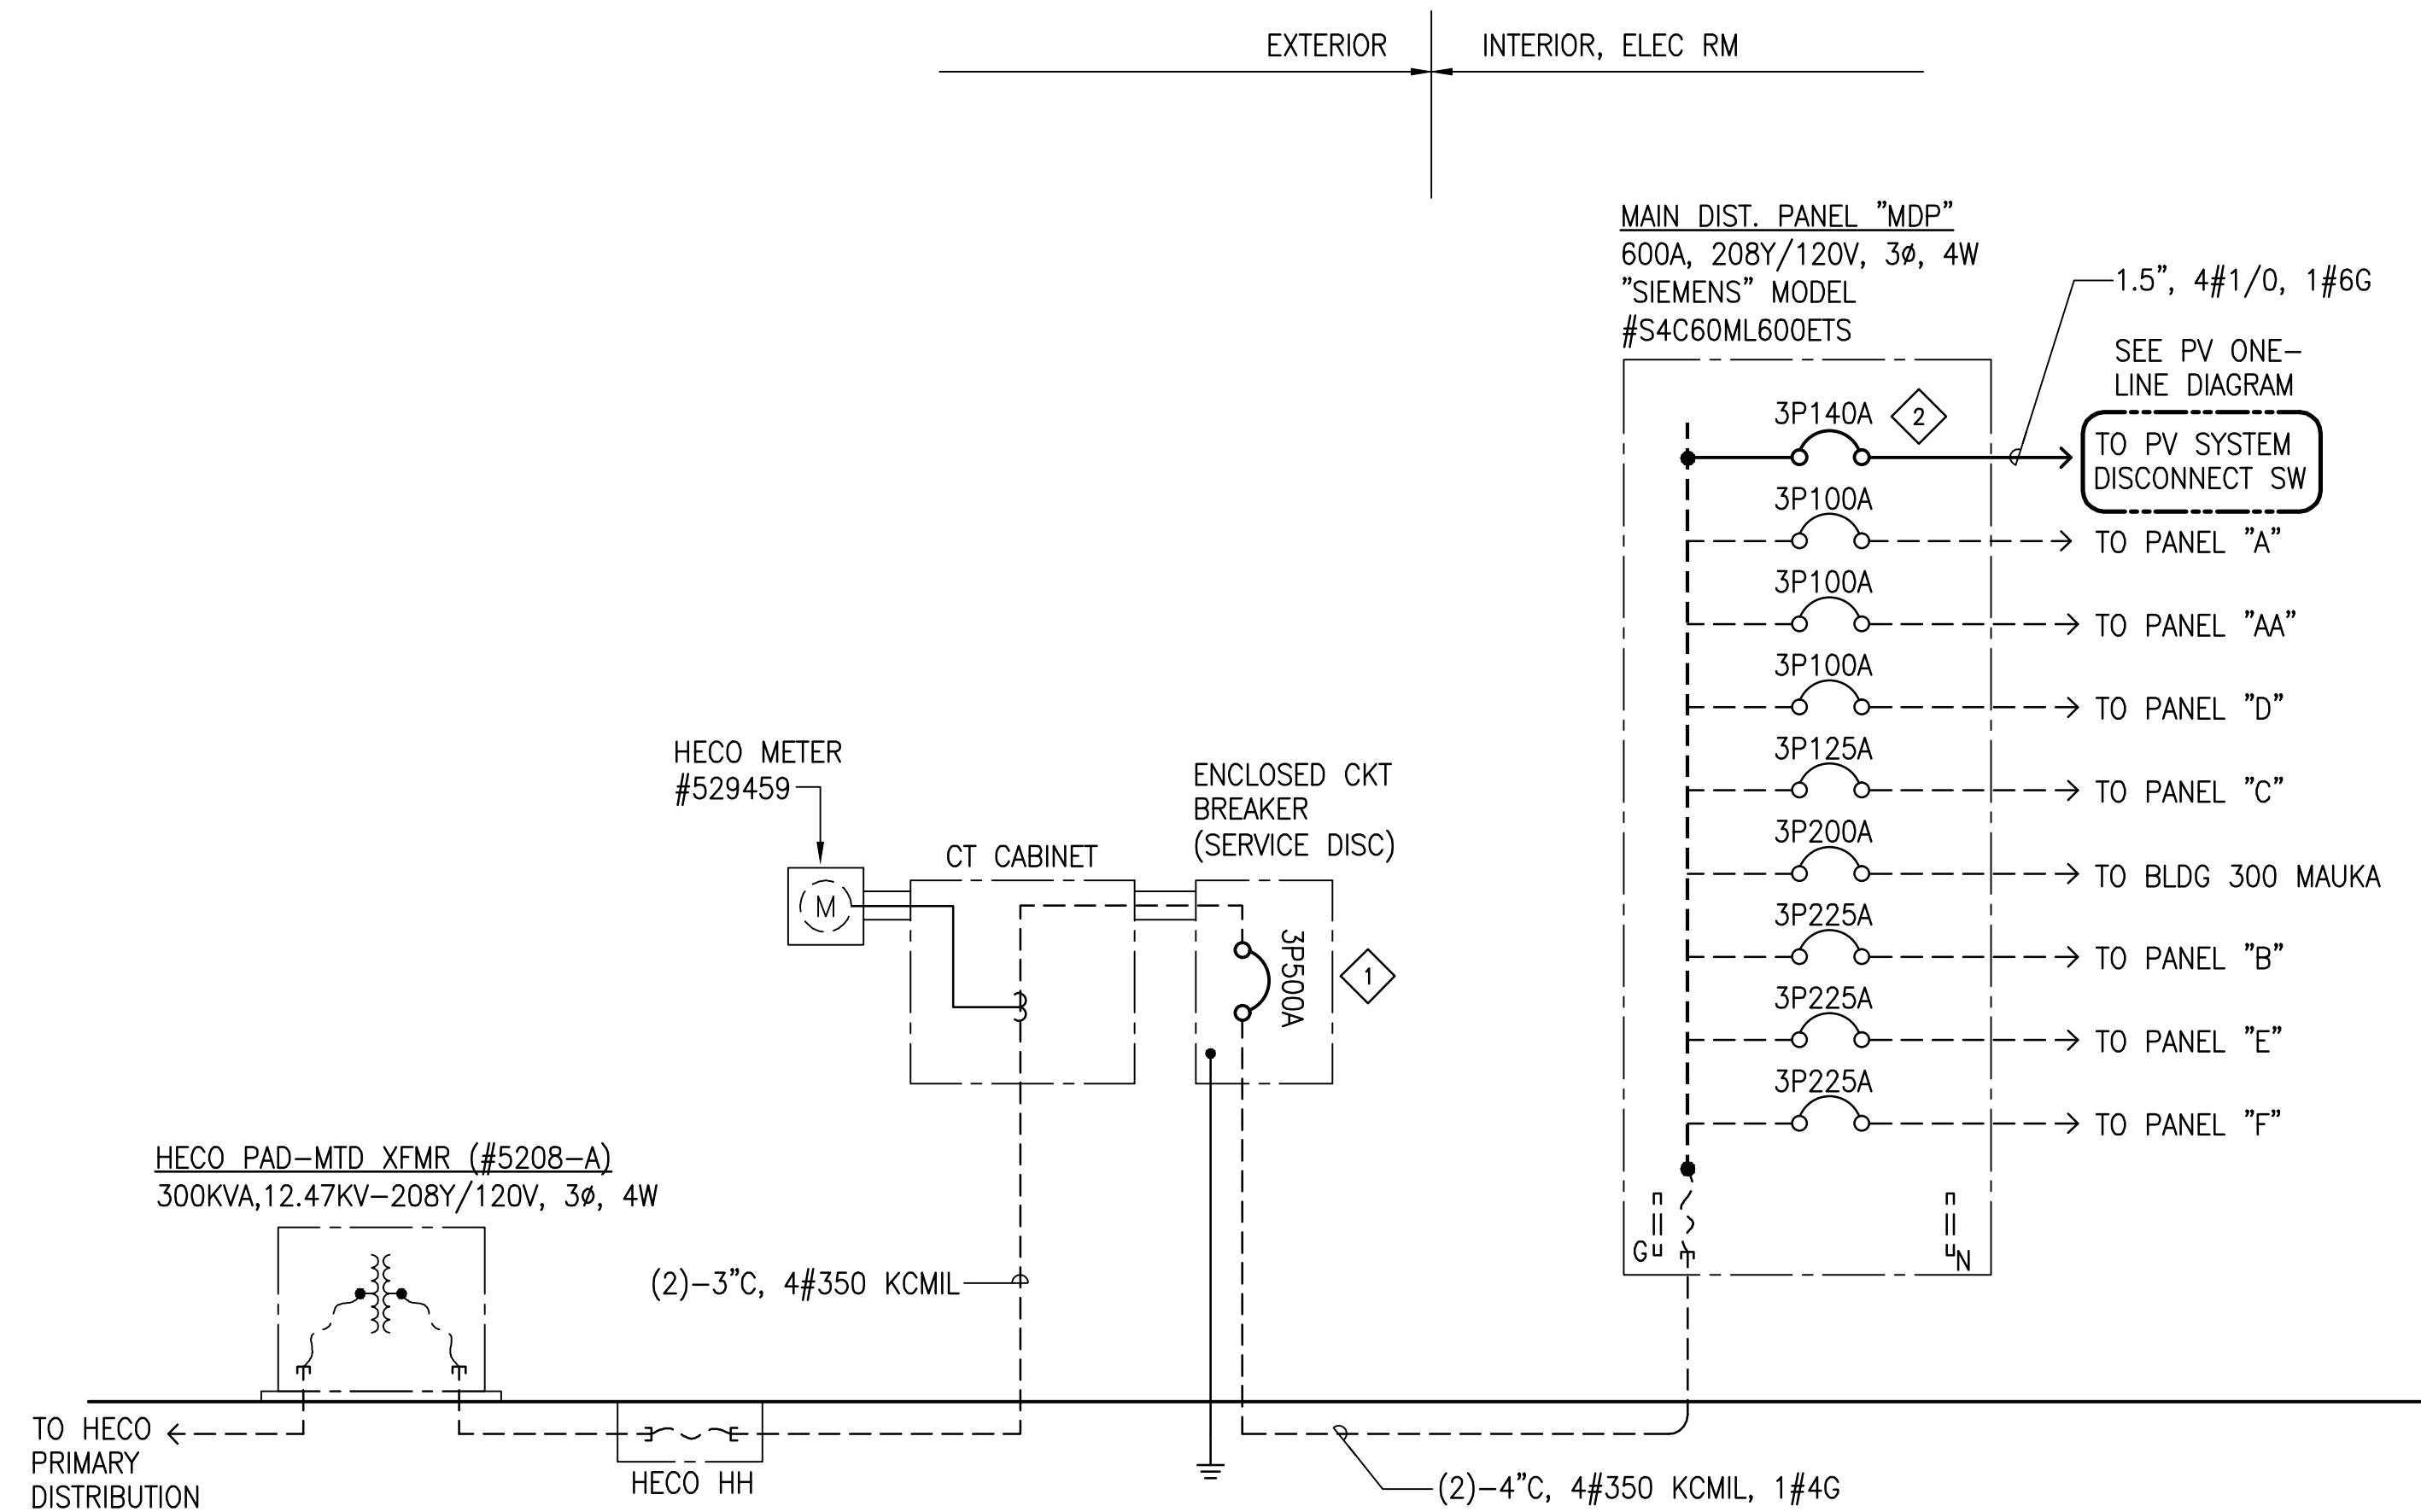 EXTERIOR
INTERIOR, ELEC RM
MAIN DIST. PANEL "MDP"
600A, 208Y/120V, 3ø, 4W
"SIEMENS" MODEL
#S4C60ML600ETS
1.5", 4#1/0, 1#6G
SEE PV ONE-
LINE DIAGRAM
3P140A
2
TO PV SYSTEM
DISCONNECT SW
3P100A
TO PANEL "A"
3P100A
TO PANEL "AA"
3P100A
TO PANEL "D"
3P125A
TO PANEL "C"
3P200A
TO BLDG 300 MAUKA
3P225A
TO PANEL "B"
3P225A
TO PANEL "E"
3P225A
TO PANEL "F"
G
N
HECO METER
#529459
M
CT CABINET
ENCLOSED CKT
BREAKER
(SERVICE DISC)
3P500A
1
HECO PAD-MTD XFMR (#5208-A)
300KVA,12.47KV-208Y/120V, 3ø, 4W
(2)-3"C, 4#350 KCMIL
TO HECO
PRIMARY
DISTRIBUTION
HECO HH
(2)-4"C, 4#350 KCMIL, 1#4G